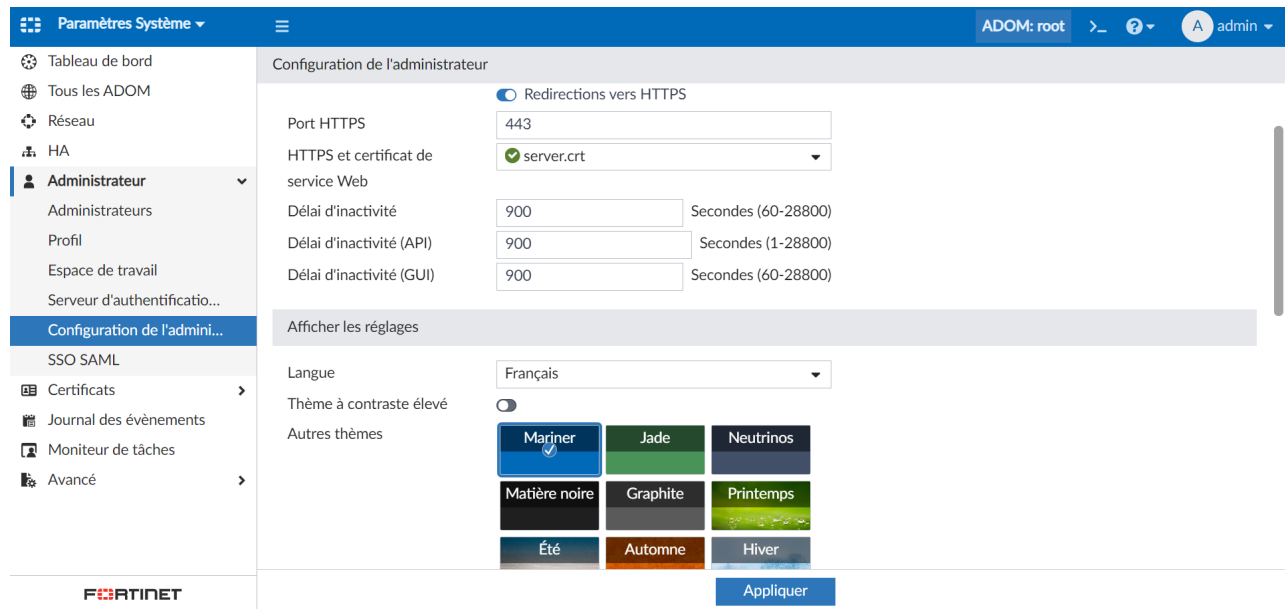 Paramètres Système
ADOM: root
>_
?
A
admin
Tableau de bord
Tous les ADOM
Réseau
HA
Administrateur
Administrateurs
Profil
Espace de travail
Serveur d'authentificatio...
Configuration de l'admini...
SSO SAML
Certificats
Journal des évènements
Moniteur de tâches
Avancé
FORTINET
Configuration de l'administrateur
Redirections vers HTTPS
Port HTTPS 443
HTTPS et certificat de server.crt
service Web
Délai d'inactivité 900 Secondes (60-28800)
Délai d'inactivité (API) 900 Secondes (1-28800)
Délai d'inactivité (GUI) 900 Secondes (60-28800)
Afficher les réglages
Langue Français
Thème à contraste élevé
Autres thèmes
Mariner Jade Neutrinos
Matière noire Graphite Printemps
Été Automne Hiver
Appliquer